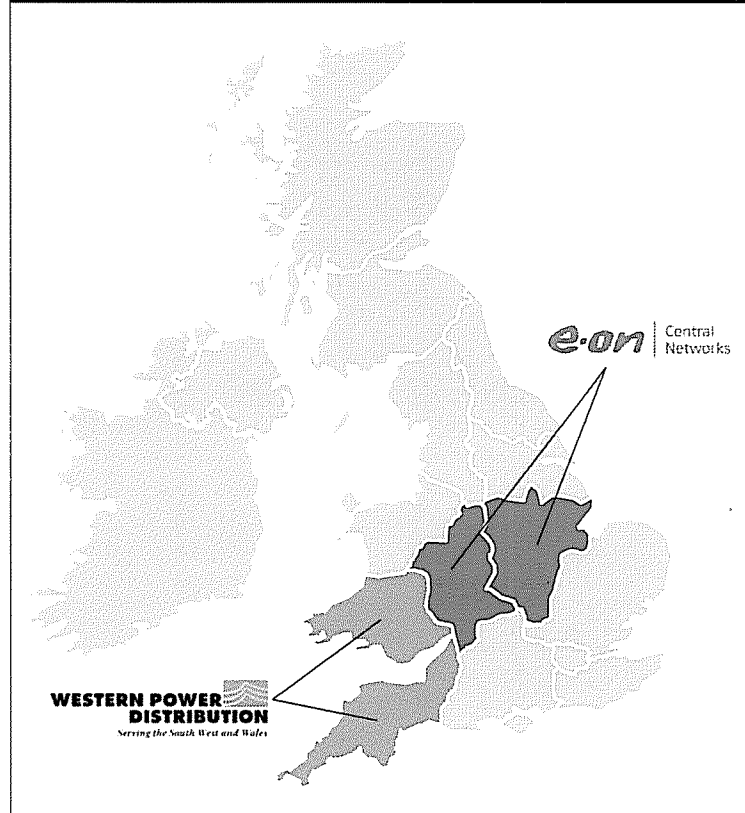 e·on Central
Networks
WESTERN POWER
DISTRIBUTION
Serving the South West and Wales